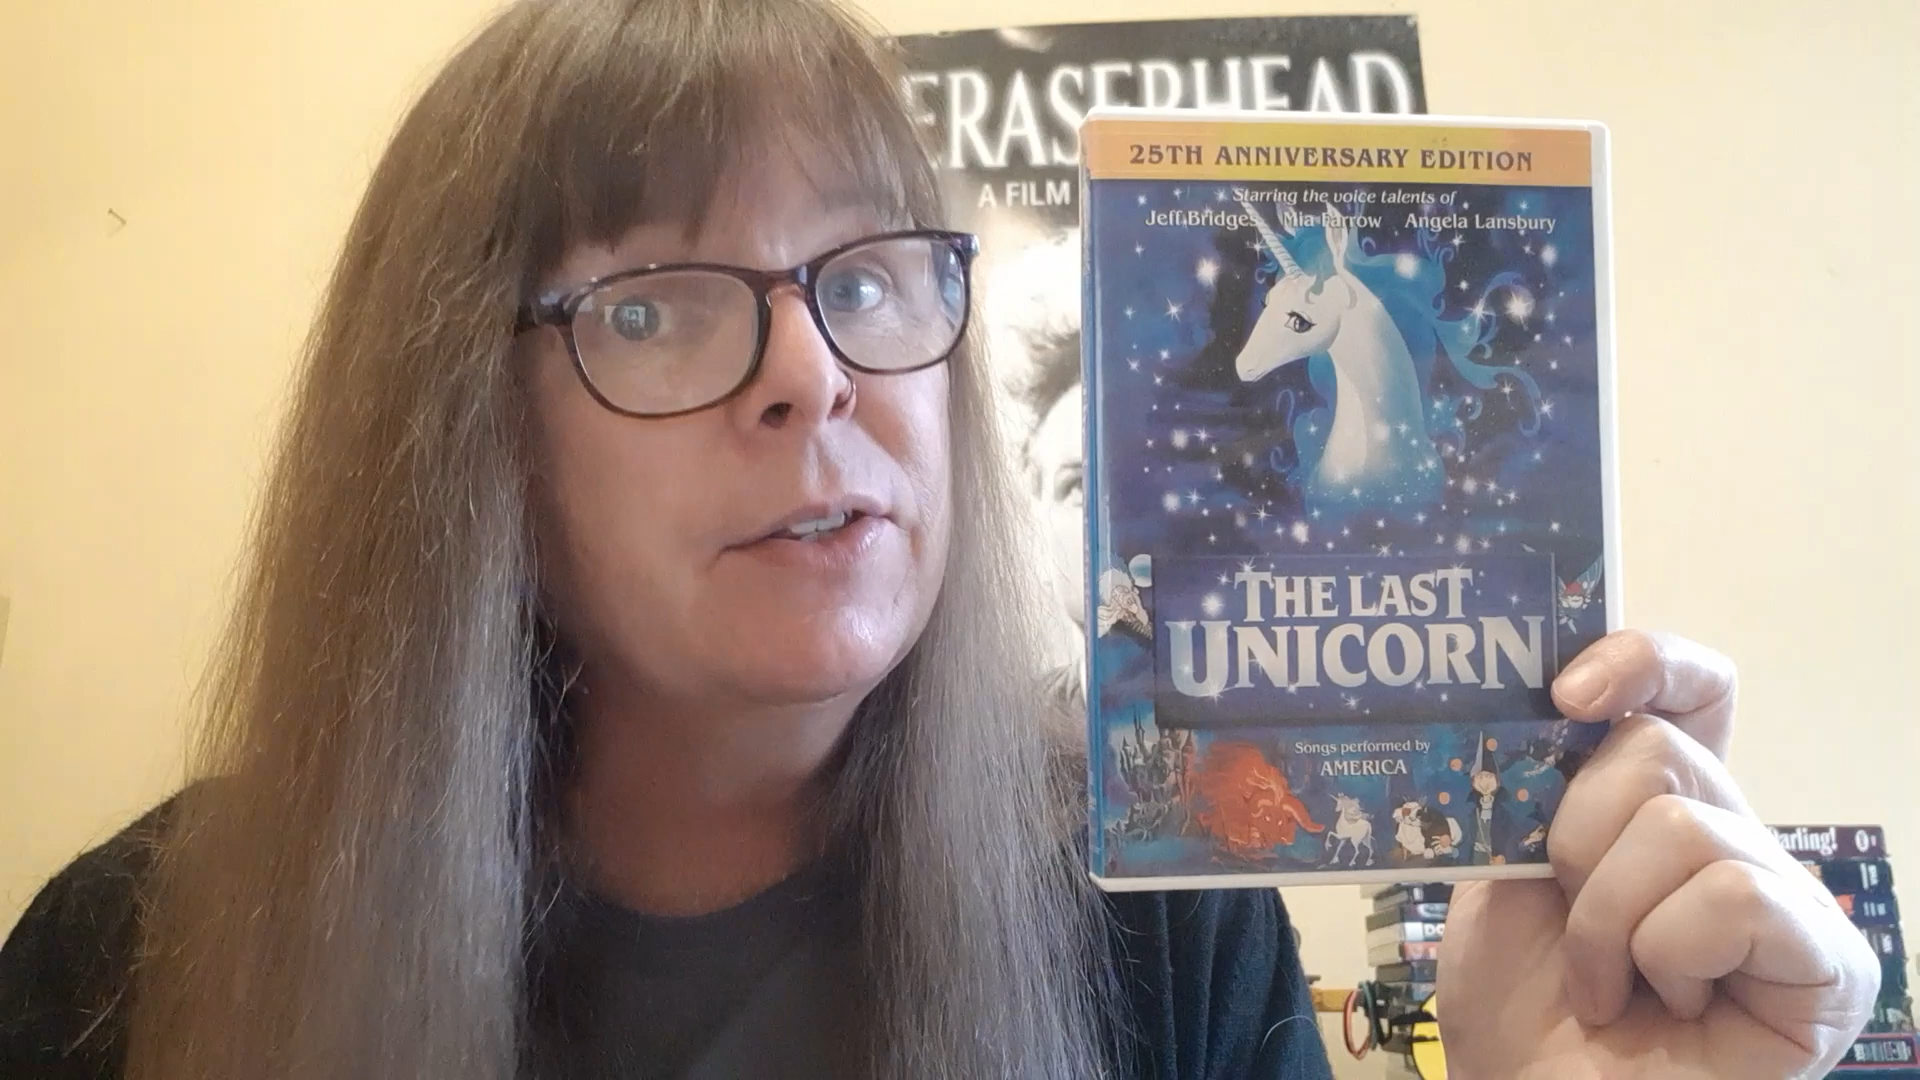 ERASERHEAD
A FILM
25TH ANNIVERSARY EDITION
Starring the voice talents of
Jeff Bridges Mia Farrow Angela Lansbury
THE LAST
UNICORN
Songs performed by
AMERICA
arling!